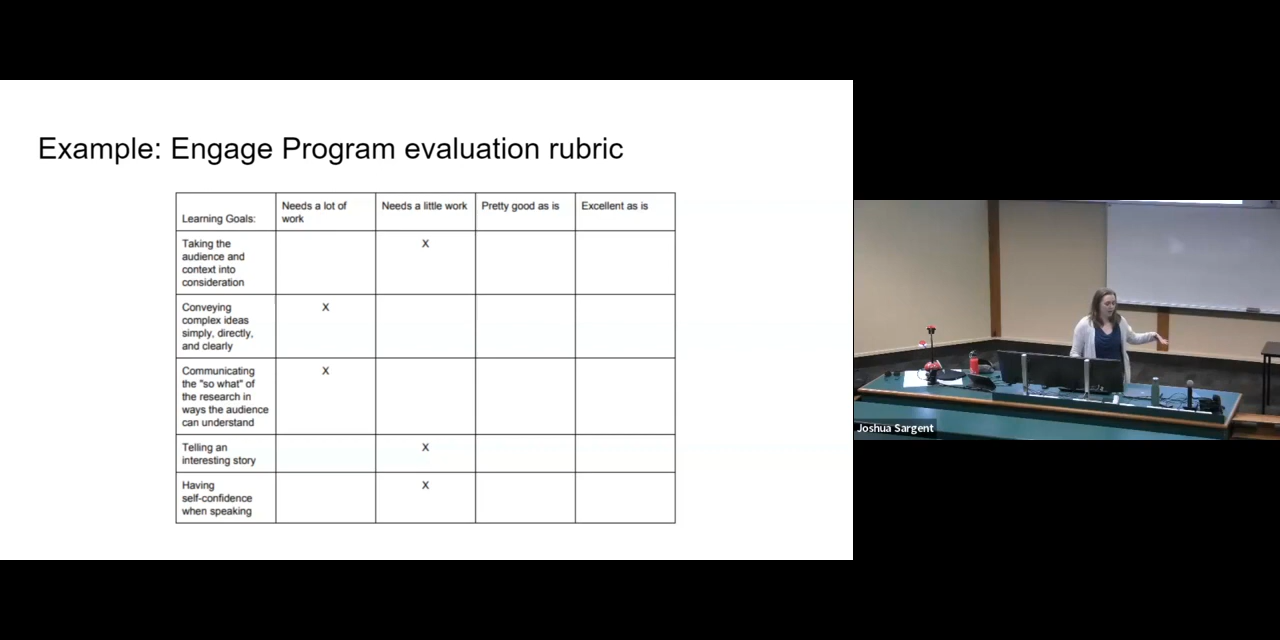 Example: Engage Program evaluation rubric
Learning Goals:
Needs a lot of
work
Needs a little work
Pretty good as is
Excellent as is
Taking the
audience and
context into
consideration
X
Conveying
complex ideas
simply, directly,
and clearly
X
Communicating
the "so what" of
the research in
ways the audience
can understand
X
Telling an
interesting story
X
Having
self-confidence
when speaking
X
Joshua Sargent